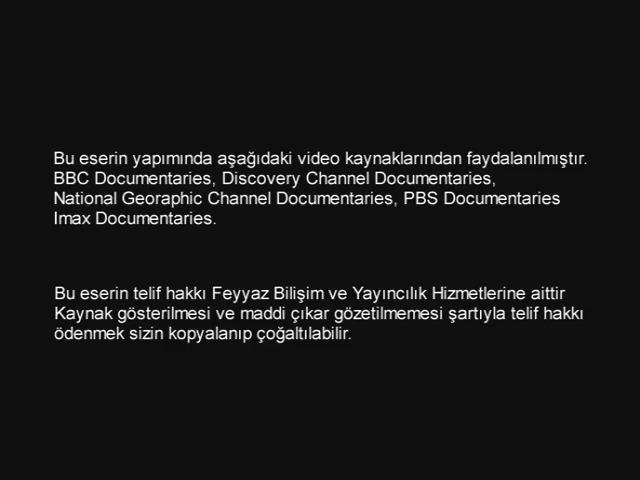 Bu eserin yapımında aşağıdaki video kaynaklarından faydalanılmıştır.
BBC Documentaries, Discovery Channel Documentaries,
National Georaphic Channel Documentaries, PBS Documentaries
Imax Documentaries.
Bu eserin telif hakkı Feyyaz Bilişim ve Yayıncılık Hizmetlerine aittir
Kaynak gösterilmesi ve maddi çıkar gözetilmemesi şartıyla telif hakkı
ödenmek sizin kopyalanıp çoğaltılabilir.